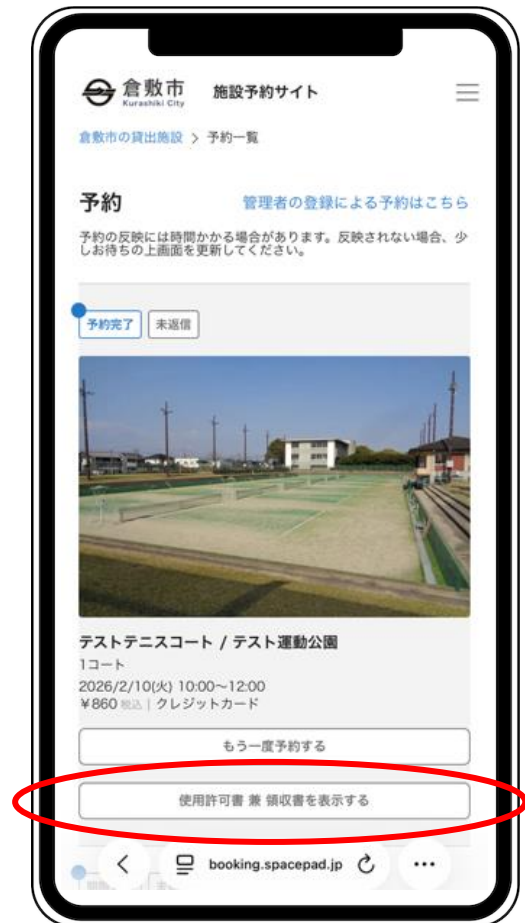 倉敷市 施設予約サイト
Kurashiki City
倉敷市の貸出施設 > 予約一覧
予約 管理者の登録による予約はこちら
予約の反映には時間かかる場合があります。反映されない場合、少
しお待ちの上画面を更新してください。
予約完了 未返信
テストテニスコート / テスト運動公園
1コート
2026/2/10(火) 10:00～12:00
¥860 税込 | クレジットカード
もう一度予約する
使用許可書 兼 領収書を表示する
booking.spacepad.jp